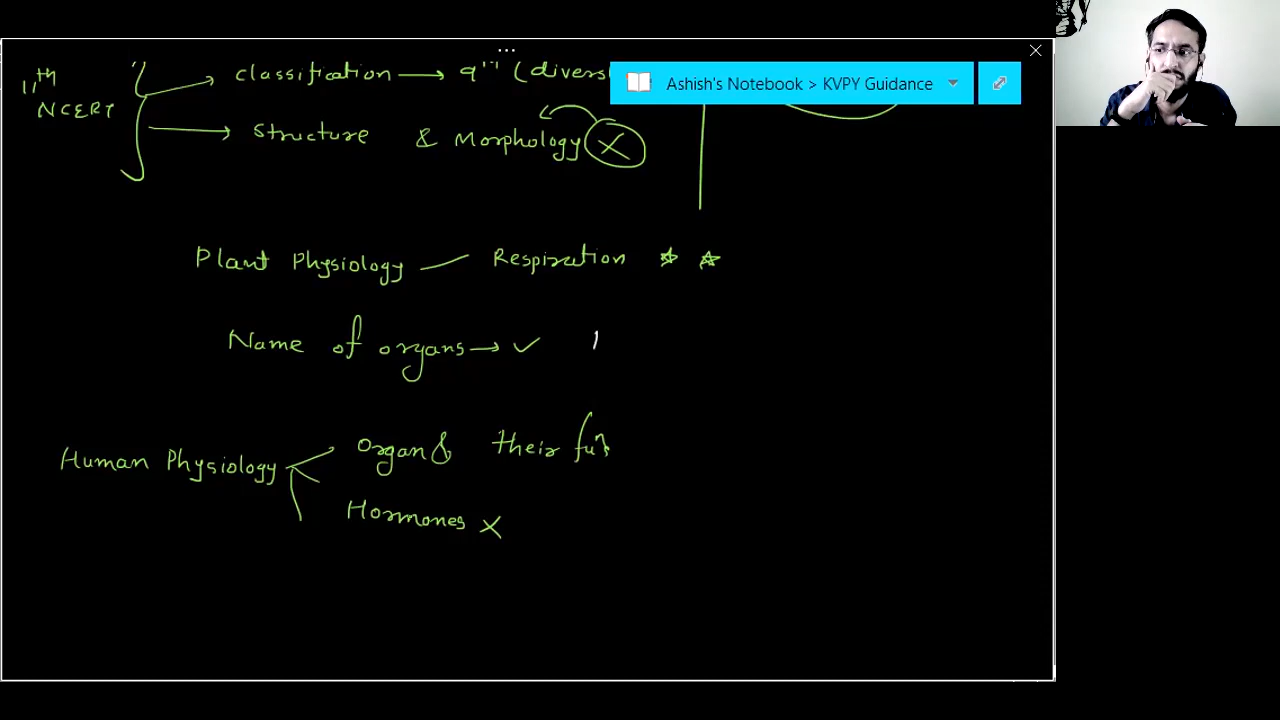 11th NCERT
classification → 9th (divers
Ashish's Notebook > KVPY Guidance
Structure & Morphology X
Plant Physiology — Respiration ☆ ☆
Name of organs → ✓
Human Physiology
Organ & their fun
Hormones X